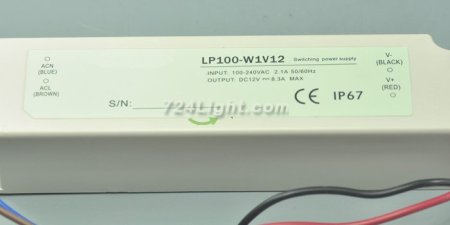 LP100-W1V12 Switching power supply
INPUT: 100-240VAC 2.1A 50/60Hz
OUTPUT: DC12V ⎓ 8.3A MAX
ACN
(BLUE)
ACL
(BROWN)
V-
(BLACK)
V+
(RED)
S/N:
CE IP67
724Light.com